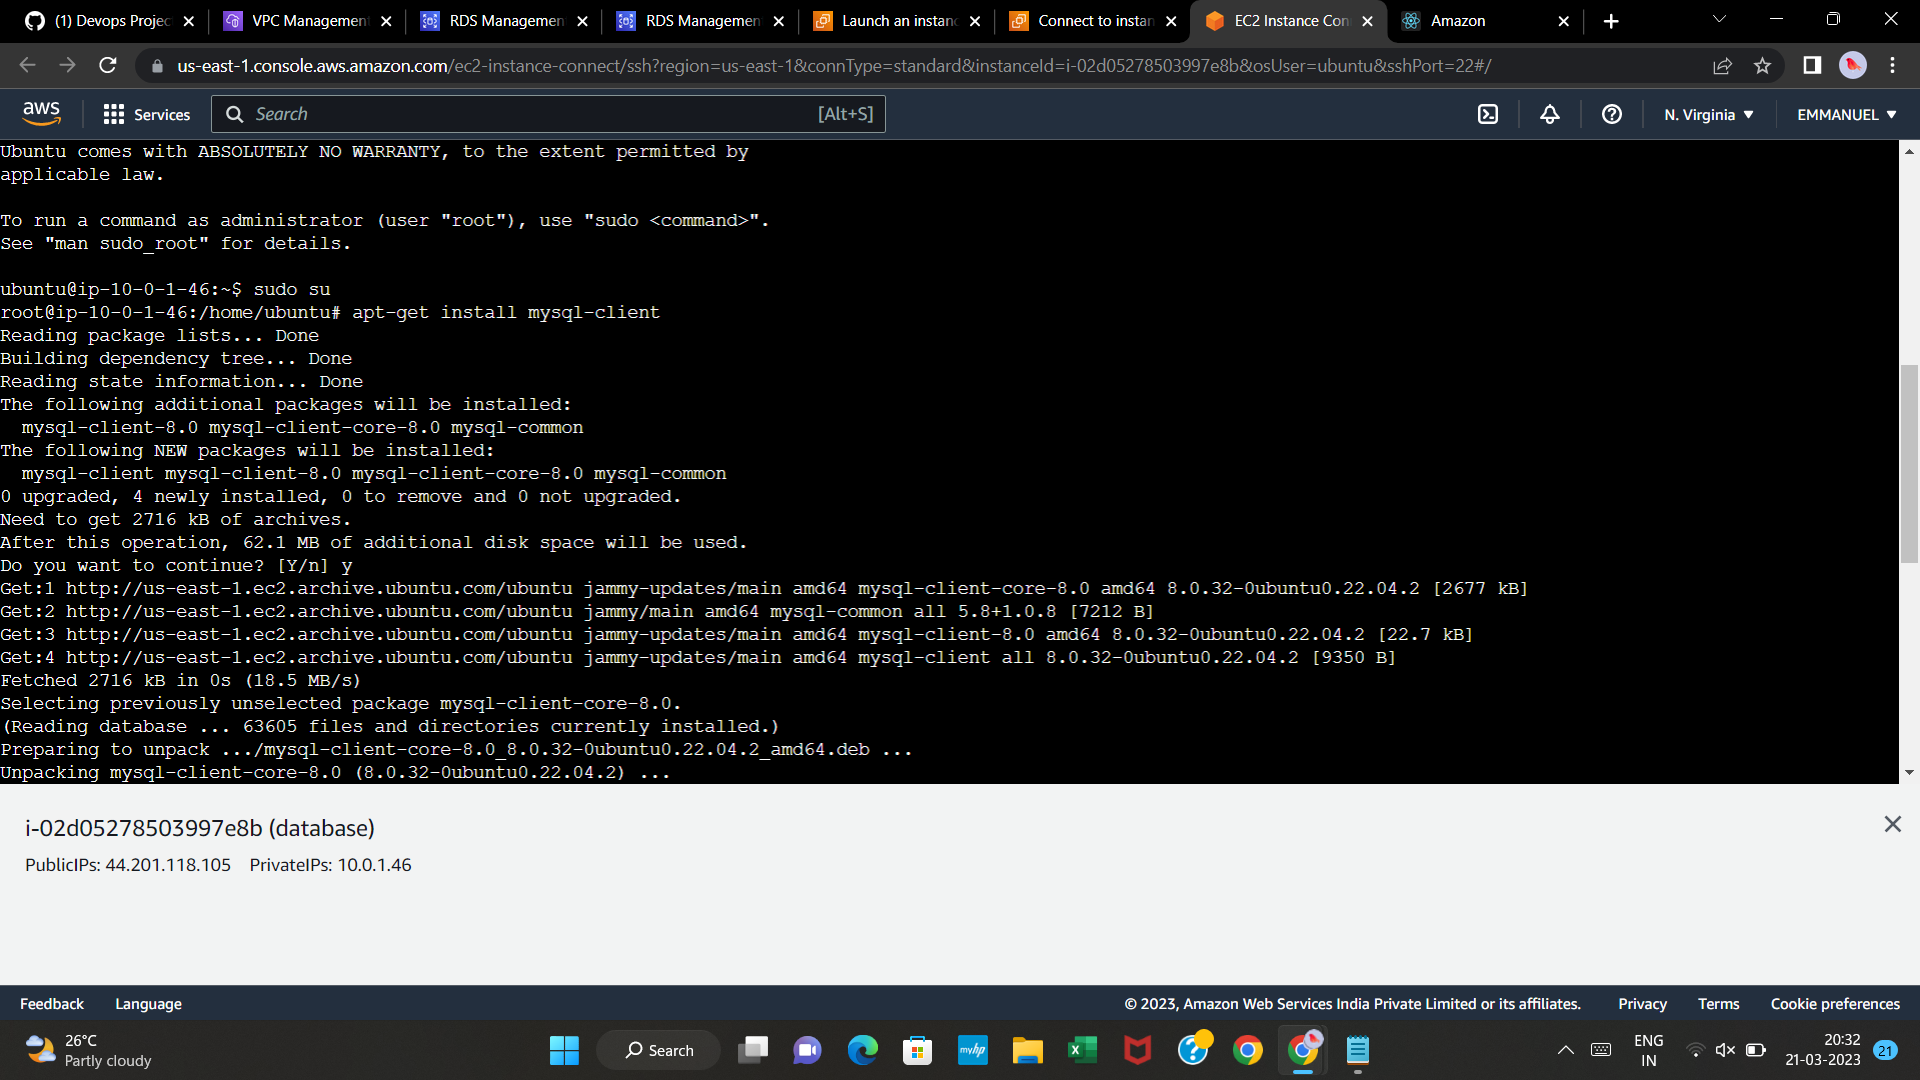 (1) Devops Projec
VPC Management
RDS Management
RDS Management
Launch an instanc
Connect to instan
EC2 Instance Con
Amazon
us-east-1.console.aws.amazon.com/ec2-instance-connect/ssh?region=us-east-1&connType=standard&instanceId=i-02d05278503997e8b&osUser=ubuntu&sshPort=22#/
aws
Services
Search
[Alt+S]
N. Virginia
EMMANUEL
Ubuntu comes with ABSOLUTELY NO WARRANTY, to the extent permitted by
applicable law.
To run a command as administrator (user "root"), use "sudo <command>".
See "man sudo_root" for details.
ubuntu@ip-10-0-1-46:~$ sudo su
root@ip-10-0-1-46:/home/ubuntu# apt-get install mysql-client
Reading package lists... Done
Building dependency tree... Done
Reading state information... Done
The following additional packages will be installed:
  mysql-client-8.0 mysql-client-core-8.0 mysql-common
The following NEW packages will be installed:
  mysql-client mysql-client-8.0 mysql-client-core-8.0 mysql-common
0 upgraded, 4 newly installed, 0 to remove and 0 not upgraded.
Need to get 2716 kB of archives.
After this operation, 62.1 MB of additional disk space will be used.
Do you want to continue? [Y/n] y
Get:1 http://us-east-1.ec2.archive.ubuntu.com/ubuntu jammy-updates/main amd64 mysql-client-core-8.0 amd64 8.0.32-0ubuntu0.22.04.2 [2677 kB]
Get:2 http://us-east-1.ec2.archive.ubuntu.com/ubuntu jammy/main amd64 mysql-common all 5.8+1.0.8 [7212 B]
Get:3 http://us-east-1.ec2.archive.ubuntu.com/ubuntu jammy-updates/main amd64 mysql-client-8.0 amd64 8.0.32-0ubuntu0.22.04.2 [22.7 kB]
Get:4 http://us-east-1.ec2.archive.ubuntu.com/ubuntu jammy-updates/main amd64 mysql-client all 8.0.32-0ubuntu0.22.04.2 [9350 B]
Fetched 2716 kB in 0s (18.5 MB/s)
Selecting previously unselected package mysql-client-core-8.0.
(Reading database ... 63605 files and directories currently installed.)
Preparing to unpack .../mysql-client-core-8.0_8.0.32-0ubuntu0.22.04.2_amd64.deb ...
Unpacking mysql-client-core-8.0 (8.0.32-0ubuntu0.22.04.2) ...
i-02d05278503997e8b (database)
PublicIPs: 44.201.118.105 PrivateIPs: 10.0.1.46
Feedback Language © 2023, Amazon Web Services India Private Limited or its affiliates. Privacy Terms Cookie preferences
26°C
Partly cloudy
Search
myhp
ENG
IN
20:32
21-03-2023
21